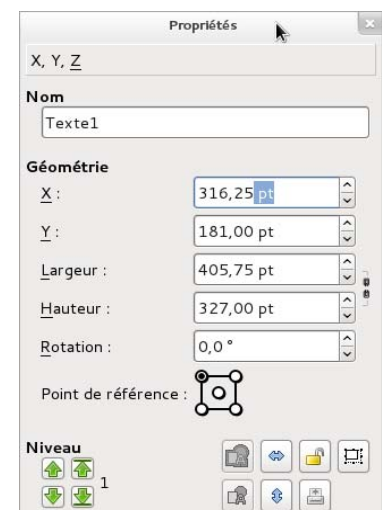 Propriétés
X, Y, Z
Nom
Texte1
Géométrie
X : 316,25 pt
Y : 181,00 pt
Largeur : 405,75 pt
Hauteur : 327,00 pt
Rotation : 0,0 °
Point de référence :
Niveau
1